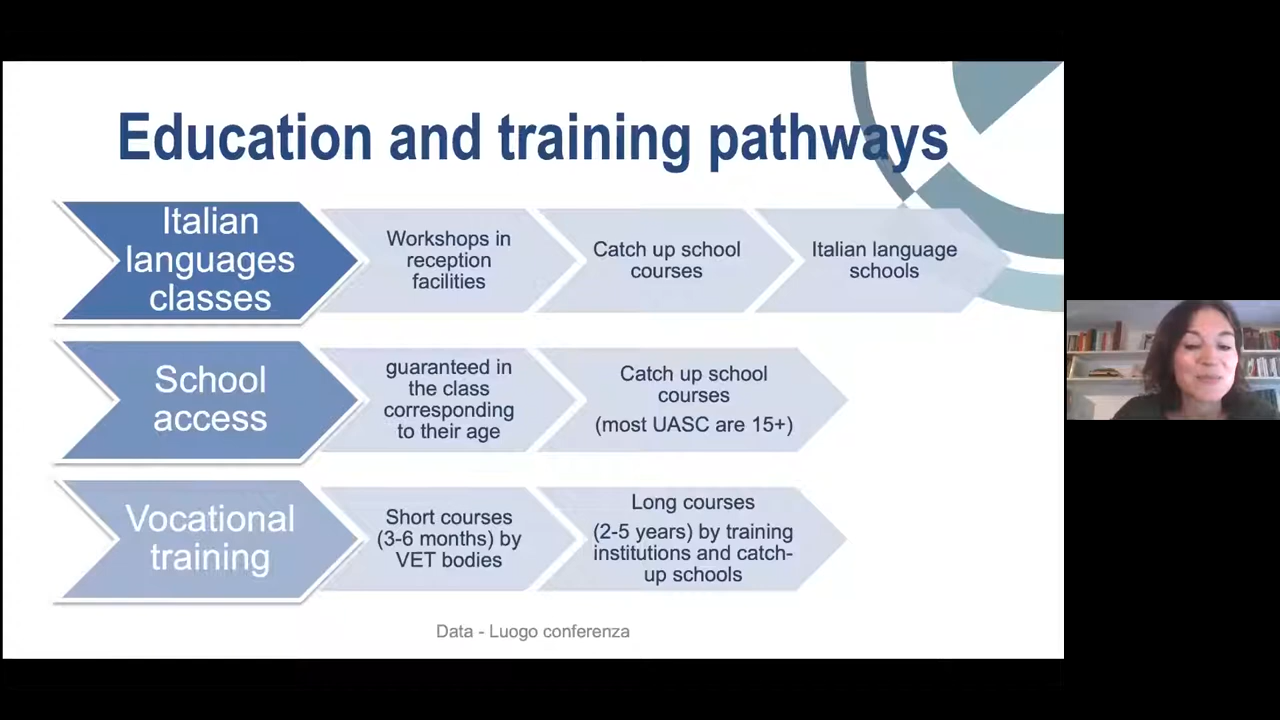 Education and training pathways
Italian
languages
classes
Workshops in
reception
facilities
Catch up school
courses
Italian language
schools
School
access
guaranteed in
the class
corresponding
to their age
Catch up school
courses
(most UASC are 15+)
Vocational
training
Short courses
(3-6 months) by
VET bodies
Long courses
(2-5 years) by training
institutions and catch-
up schools
Data - Luogo conferenza